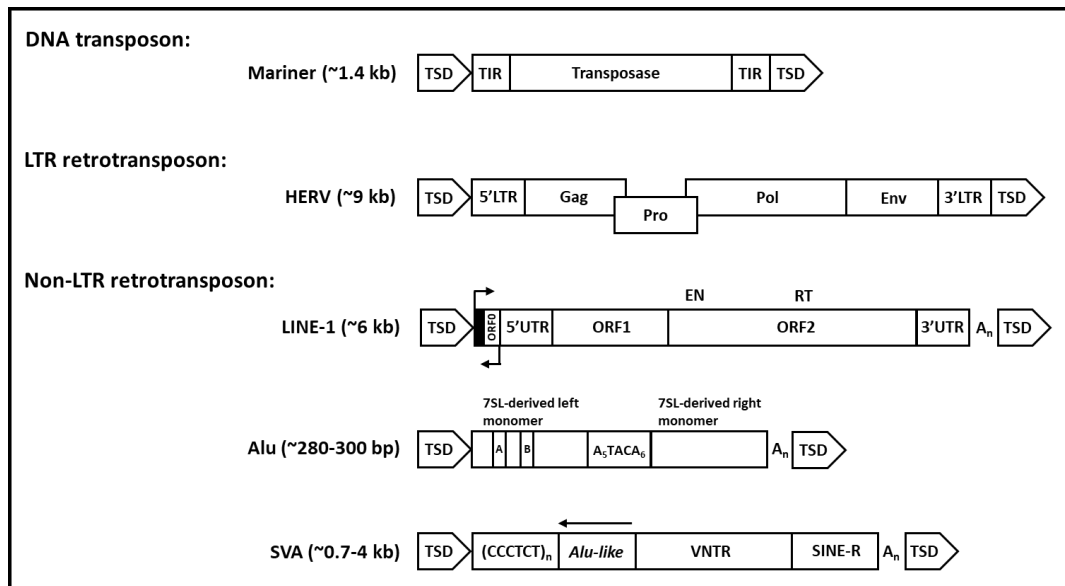 DNA transposon:
Mariner (~1.4 kb) TSD TIR Transposase TIR TSD
LTR retrotransposon:
HERV (~9 kb) TSD 5'LTR Gag Pro Pol Env 3'LTR TSD
Non-LTR retrotransposon:
EN RT
LINE-1 (~6 kb) TSD ORF0 5'UTR ORF1 ORF2 3'UTR Aₙ TSD
7SL-derived left monomer 7SL-derived right monomer
Alu (~280-300 bp) TSD A B A₅TACA₆ Aₙ TSD
SVA (~0.7-4 kb) TSD (CCCTCT)ₙ Alu-like VNTR SINE-R Aₙ TSD